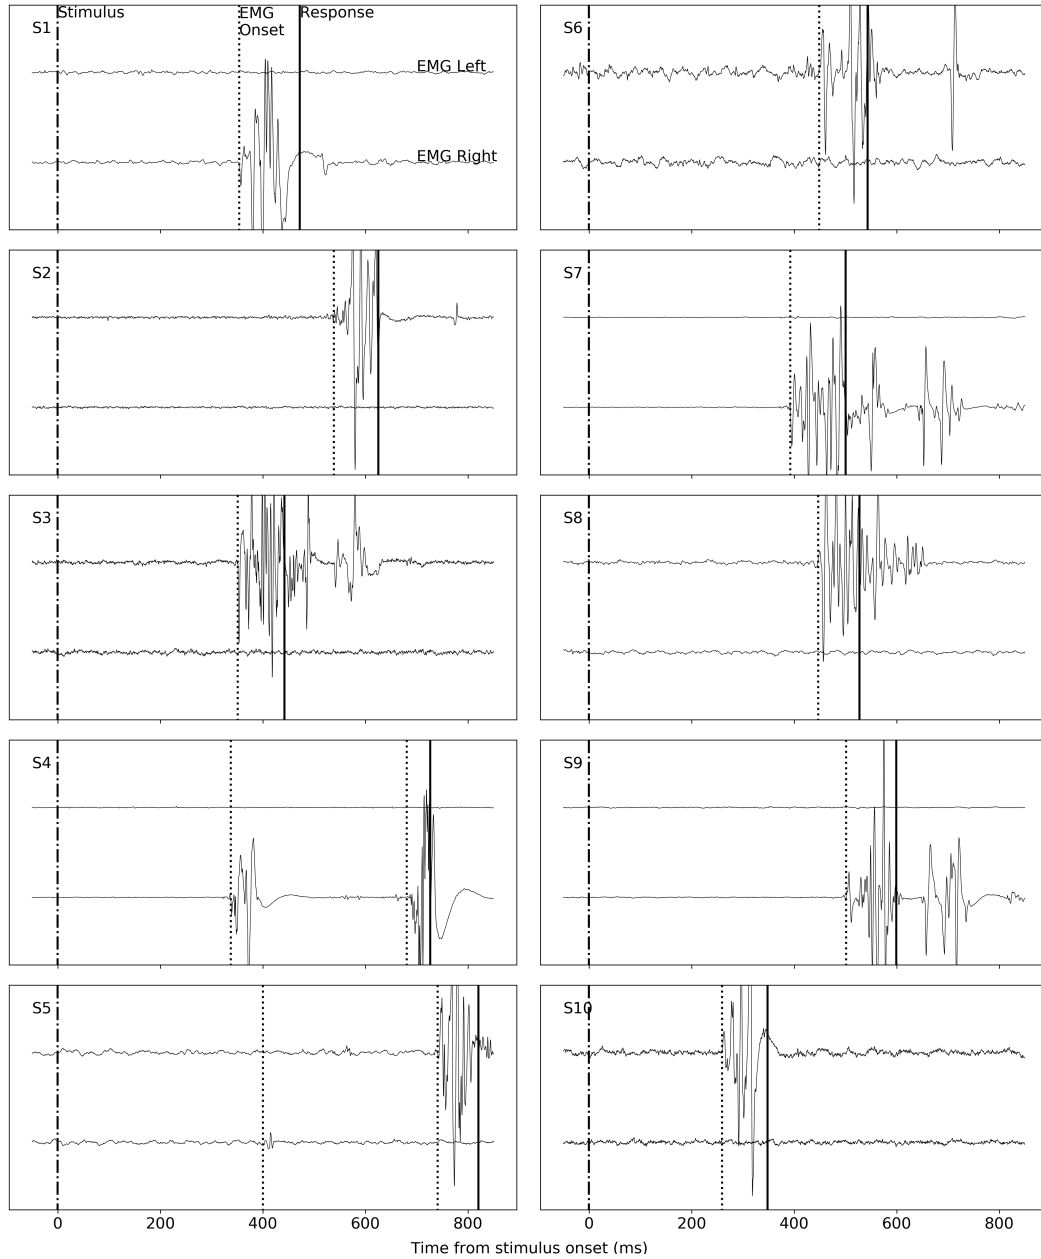 S1
Stimulus
EMG
Onset
Response
EMG Left
EMG Right
S6
S2
S7
S3
S8
S4
S9
S5
S10
0 200 400 600 800
0 200 400 600 800
Time from stimulus onset (ms)